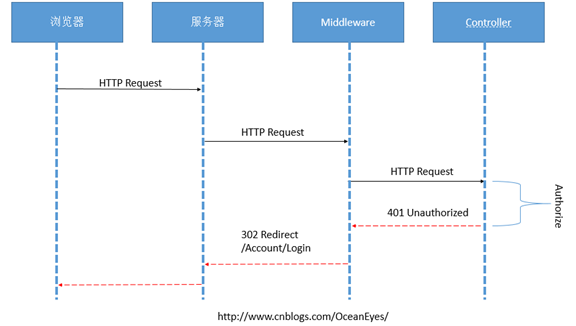 浏览器
服务器
Middleware
Controller
HTTP Request
HTTP Request
HTTP Request
401 Unauthorized
Authorize
302 Redirect
/Account/Login
http://www.cnblogs.com/OceanEyes/